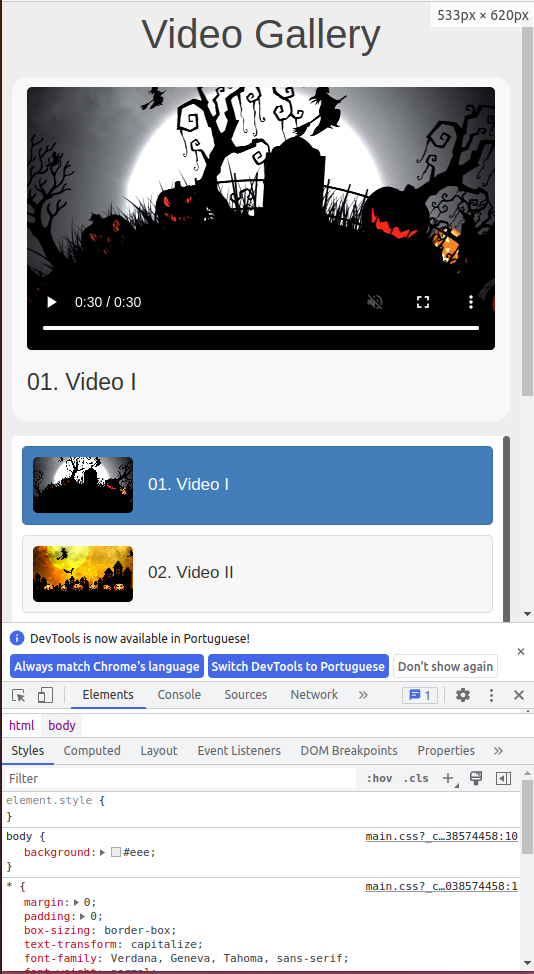 533px × 620px
Video Gallery
0:30 / 0:30
01. Video I
01. Video I
02. Video II
DevTools is now available in Portuguese!
Always match Chrome's language Switch DevTools to Portuguese Don't show again
Elements Console Sources Network » 1
html body
Styles Computed Layout Event Listeners DOM Breakpoints Properties »
Filter :hov .cls
element.style {
}
body { main.css?_c…38574458:10
background: #eee;
}
* { main.css?_c…038574458:1
margin: 0;
padding: 0;
box-sizing: border-box;
text-transform: capitalize;
font-family: Verdana, Geneva, Tahoma, sans-serif;
font-weight: normal;